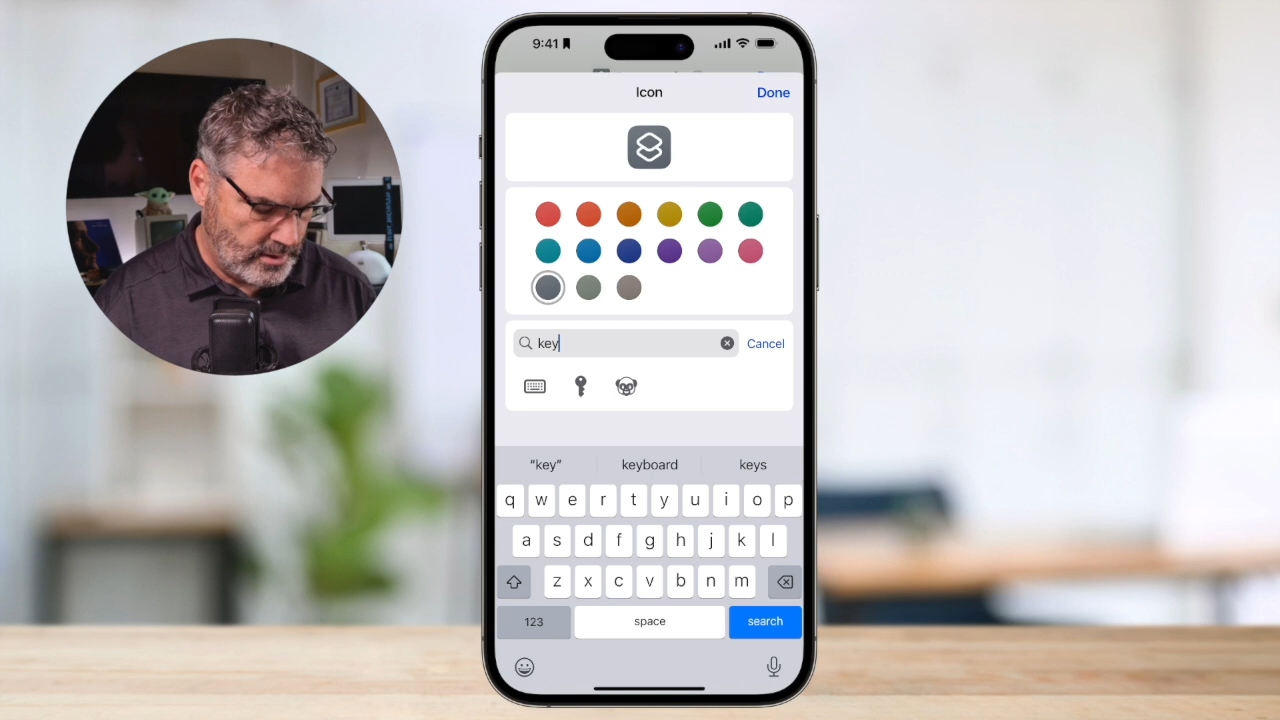 9:41
Icon
Done
key
Cancel
“key”
keyboard
keys
q w e r t y u i o p
a s d f g h j k l
z x c v b n m
123
space
search